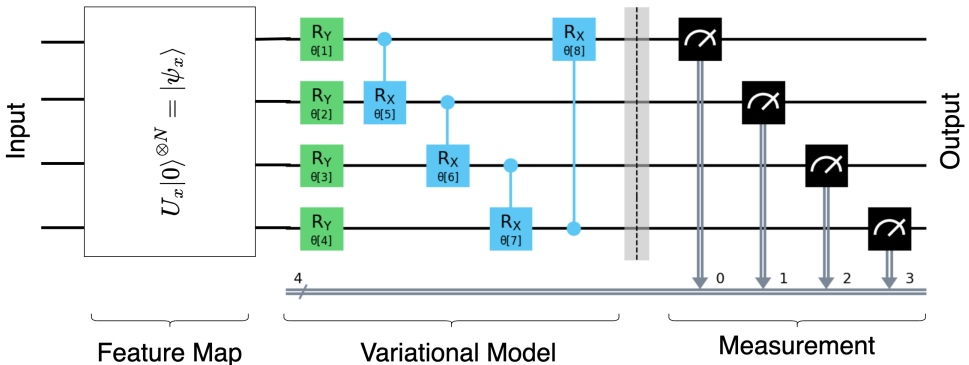 Input
U_x|0⟩^{⊗N} = |ψ_x⟩
R_Y
θ[1]
R_Y
θ[2]
R_Y
θ[3]
R_Y
θ[4]
R_X
θ[5]
R_X
θ[6]
R_X
θ[7]
R_X
θ[8]
Output
4
0
1
2
3
Feature Map
Variational Model
Measurement